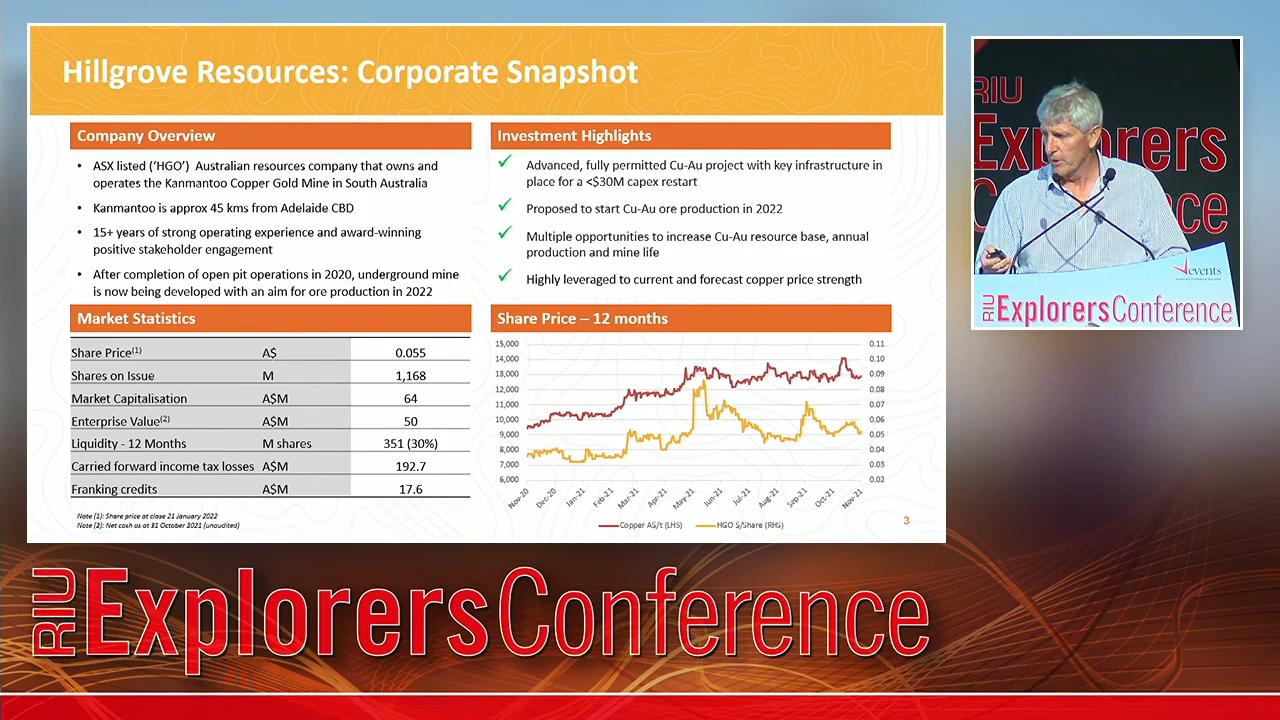 Hillgrove Resources: Corporate Snapshot
Company Overview
• ASX listed ('HGO') Australian resources company that owns and
operates the Kanmantoo Copper Gold Mine in South Australia
• Kanmantoo is approx 45 kms from Adelaide CBD
• 15+ years of strong operating experience and award-winning
positive stakeholder engagement
• After completion of open pit operations in 2020, underground mine
is now being developed with an aim for ore production in 2022
Investment Highlights
✓ Advanced, fully permitted Cu-Au project with key infrastructure in
place for a <$30M capex restart
✓ Proposed to start Cu-Au ore production in 2022
✓ Multiple opportunities to increase Cu-Au resource base, annual
production and mine life
✓ Highly leveraged to current and forecast copper price strength
Market Statistics
Share Price(1) A$ 0.055
Shares on Issue M 1,168
Market Capitalisation A$M 64
Enterprise Value(2) A$M 50
Liquidity - 12 Months M shares 351 (30%)
Carried forward income tax losses A$M 192.7
Franking credits A$M 17.6
Note (1): Share price at close 21 January 2022
Note (2): Net cash as at 31 October 2021 (unaudited)
Share Price – 12 months
15,000 0.11
14,000 0.10
13,000 0.09
12,000 0.08
11,000 0.07
10,000 0.06
9,000 0.05
8,000 0.04
7,000 0.03
6,000 0.02
Nov-20 Dec-20 Jan-21 Feb-21 Mar-21 Apr-21 May-21 Jun-21 Jul-21 Aug-21 Sep-21 Oct-21 Nov-21
Copper A$/t (LHS) HGO $/Share (RHS)
3
RIU
Explorers
Conference
vevents
RIU ExplorersConference
RIU ExplorersConference